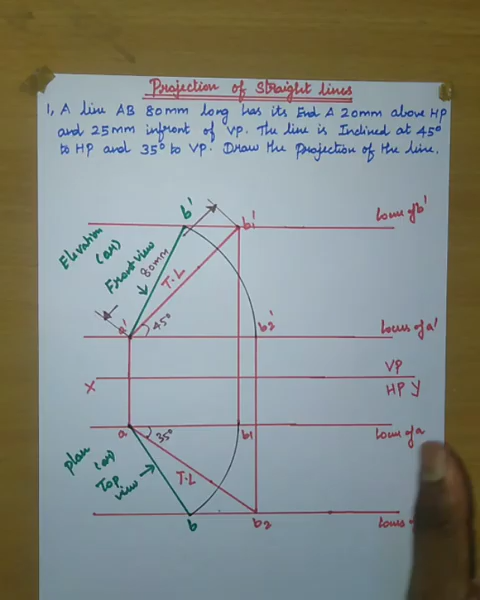 Projection of Straight lines
1, A line AB 80mm long has its End A 20mm above HP
and 25mm infront of VP. The line is Inclined at 45°
to HP and 35° to VP. Draw the Projection of the line.
b'
b1'
locus of b'
Elevation
(or)
Front view
80mm
T.L
a'
45°
b2'
locus of a'
VP
X
HP y
a
35°
b1
locus of a
plan
(or)
Top
view
T.L
b
b2
locus